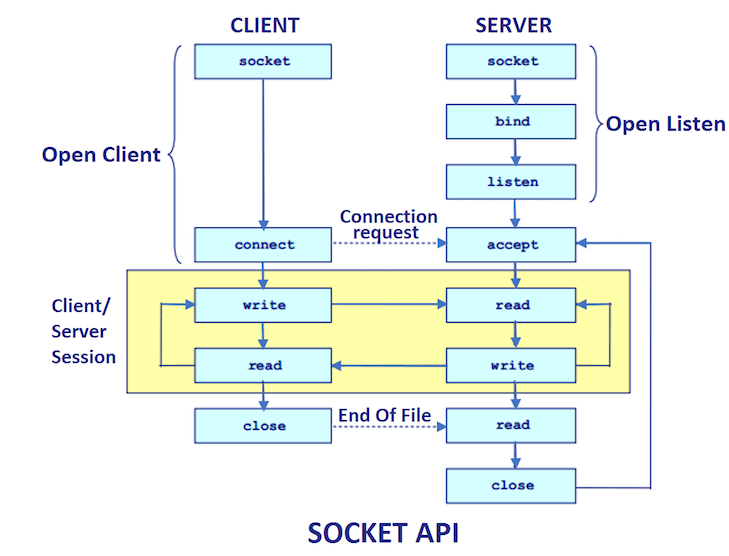 CLIENT
SERVER
socket
socket
bind
Open Client
Open Listen
listen
Connection
request
connect
accept
Client/
Server
Session
write
read
read
write
End Of File
close
read
close
SOCKET API